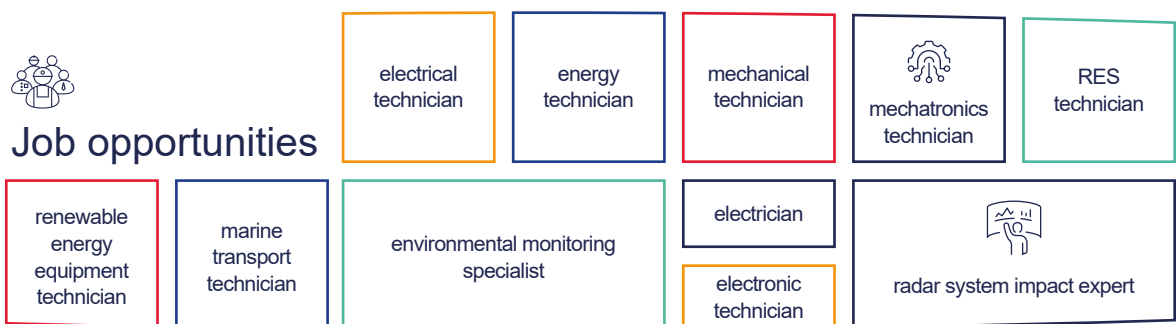 Job opportunities
electrical
technician
energy
technician
mechanical
technician
mechatronics
technician
RES
technician
renewable
energy
equipment
technician
marine
transport
technician
environmental monitoring
specialist
electrician
electronic
technician
radar system impact expert